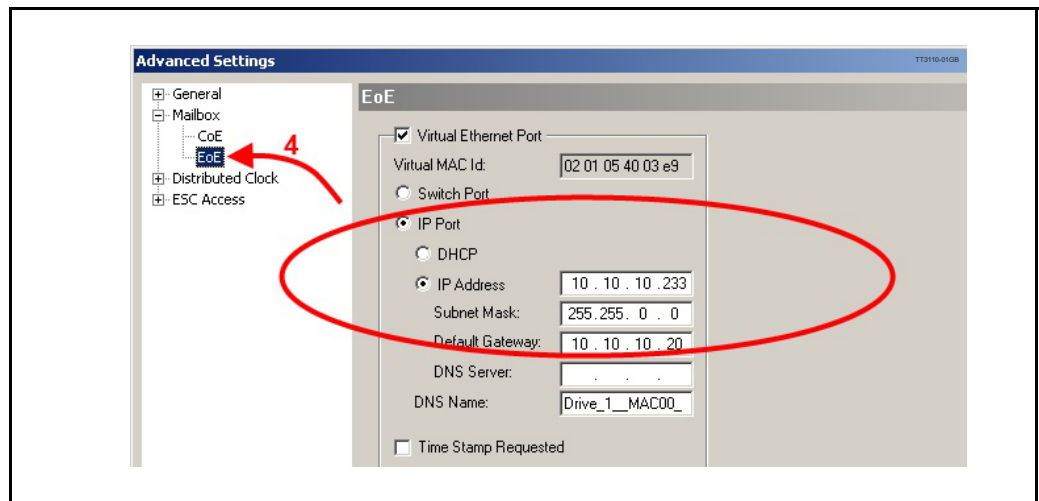 Advanced Settings
TT3110-01GB
General
Mailbox
CoE
EoE
Distributed Clock
ESC Access
4
EoE
Virtual Ethernet Port
Virtual MAC Id: 02 01 05 40 03 e9
Switch Port
IP Port
DHCP
IP Address 10 . 10 . 10 .233
Subnet Mask: 255.255. 0 . 0
Default Gateway: 10 . 10 . 10 . 20
DNS Server: . . .
DNS Name: Drive_1__MAC00_
Time Stamp Requested